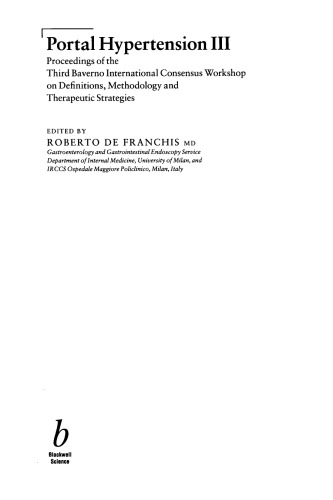 Portal Hypertension III
Proceedings of the
Third Baverno International Consensus Workshop
on Definitions, Methodology and
Therapeutic Strategies
EDITED BY
ROBERTO DE FRANCHIS MD
Gastroenterology and Gastrointestinal Endoscopy Service
Department of Internal Medicine, University of Milan, and
IRCCS Ospedale Maggiore Policlinico, Milan, Italy
b
Blackwell
Science